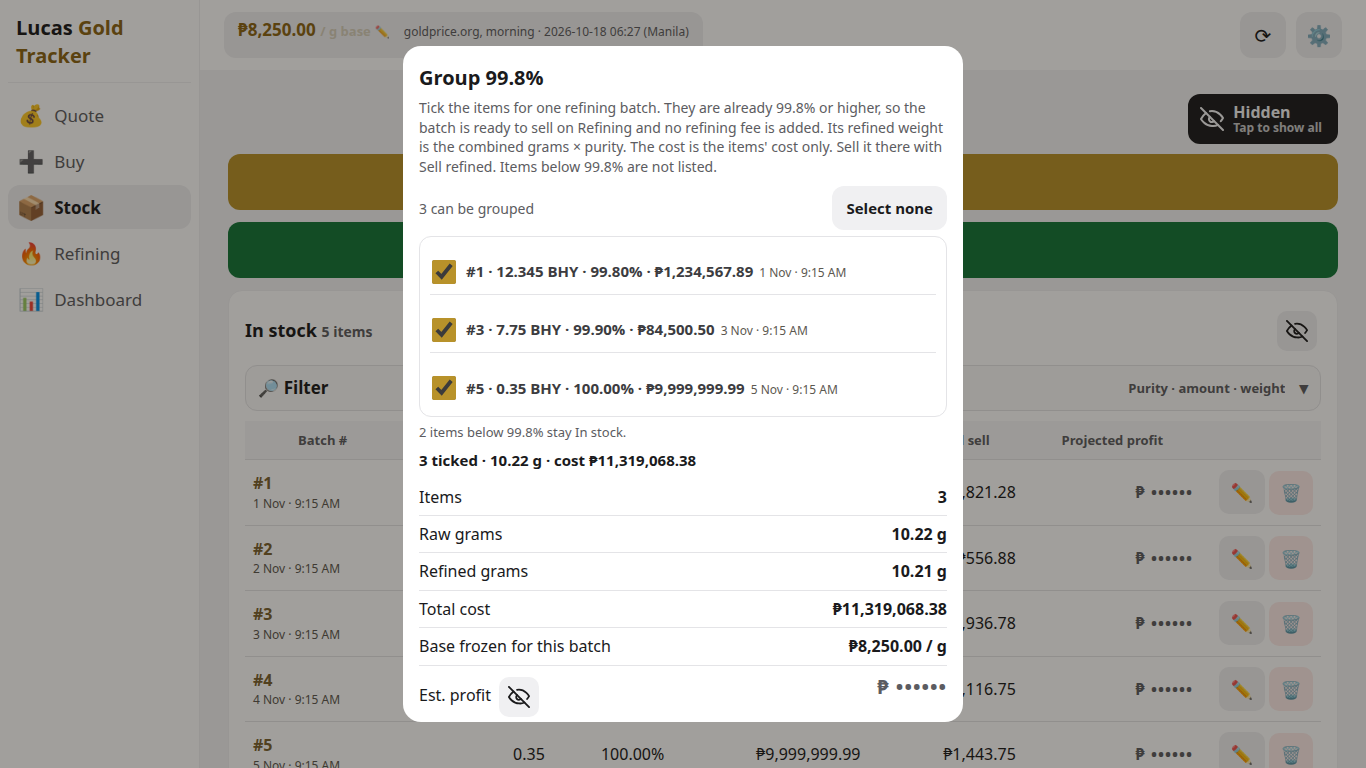 Lucas Gold
Tracker
Quote
Buy
Stock
Refining
Dashboard
₱8,250.00 / g base goldprice.org, morning · 2026-10-18 06:27 (Manila)
Hidden
Tap to show all
Group 99.8%
Tick the items for one refining batch. They are already 99.8% or higher, so the
batch is ready to sell on Refining and no refining fee is added. Its refined weight
is the combined grams × purity. The cost is the items' cost only. Sell it there with
Sell refined. Items below 99.8% are not listed.
3 can be grouped
Select none
#1 · 12.345 BHY · 99.80% · ₱1,234,567.89 1 Nov · 9:15 AM
#3 · 7.75 BHY · 99.90% · ₱84,500.50 3 Nov · 9:15 AM
#5 · 0.35 BHY · 100.00% · ₱9,999,999.99 5 Nov · 9:15 AM
2 items below 99.8% stay In stock.
3 ticked · 10.22 g · cost ₱11,319,068.38
Items 3
Raw grams 10.22 g
Refined grams 10.21 g
Total cost ₱11,319,068.38
Base frozen for this batch ₱8,250.00 / g
Est. profit ₱ ••••••
In stock 5 items
Filter Purity · amount · weight ▼
Batch # sell Projected profit
#1
1 Nov · 9:15 AM
,821.28 ₱ ••••••
#2
2 Nov · 9:15 AM
₱556.88 ₱ ••••••
#3
3 Nov · 9:15 AM
,936.78 ₱ ••••••
#4
4 Nov · 9:15 AM
,116.75 ₱ ••••••
#5
5 Nov · 9:15 AM
0.35 100.00% ₱9,999,999.99 ₱1,443.75 ₱ ••••••